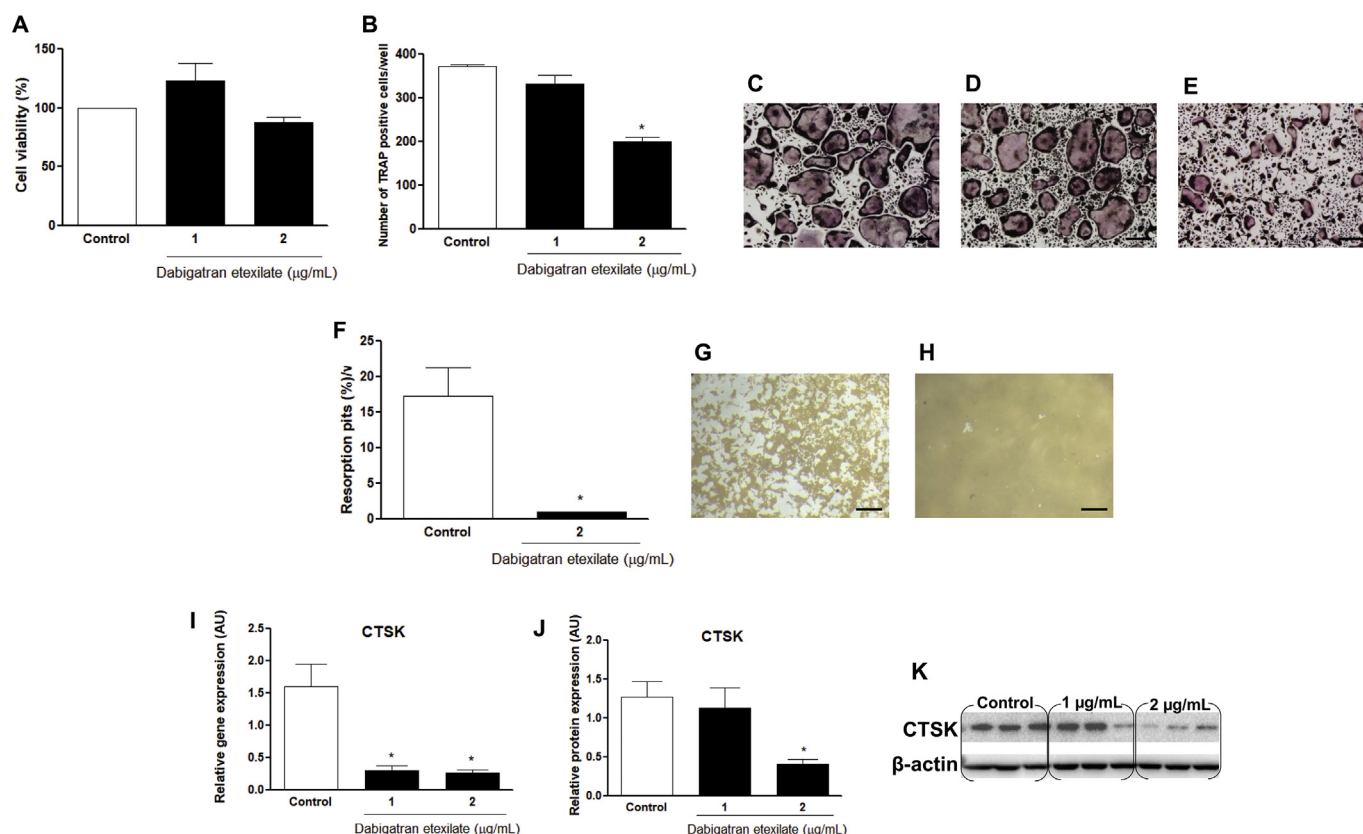 A
Cell viability (%)
150
100
50
0
Control
1
2
Dabigatran etexilate (μg/mL)
B
Number of TRAP positive cells/well
400
300
200
100
0
*
Control
1
2
Dabigatran etexilate (μg/mL)
C
D
E
F
Resorption pits (%)/
25
20
15
10
5
0
*
Control
2
Dabigatran etexilate (μg/mL)
G
H
I
CTSK
Relative gene expression (AU)
2.5
2.0
1.5
1.0
0.5
0.0
*
*
Control
1
2
Dabigatran etexilate (μg/mL)
J
CTSK
Relative protein expression (AU)
2.0
1.5
1.0
0.5
0.0
*
Control
1
2
Dabigatran etexilate (μg/mL)
K
Control
1 μg/mL
2 μg/mL
CTSK
β-actin